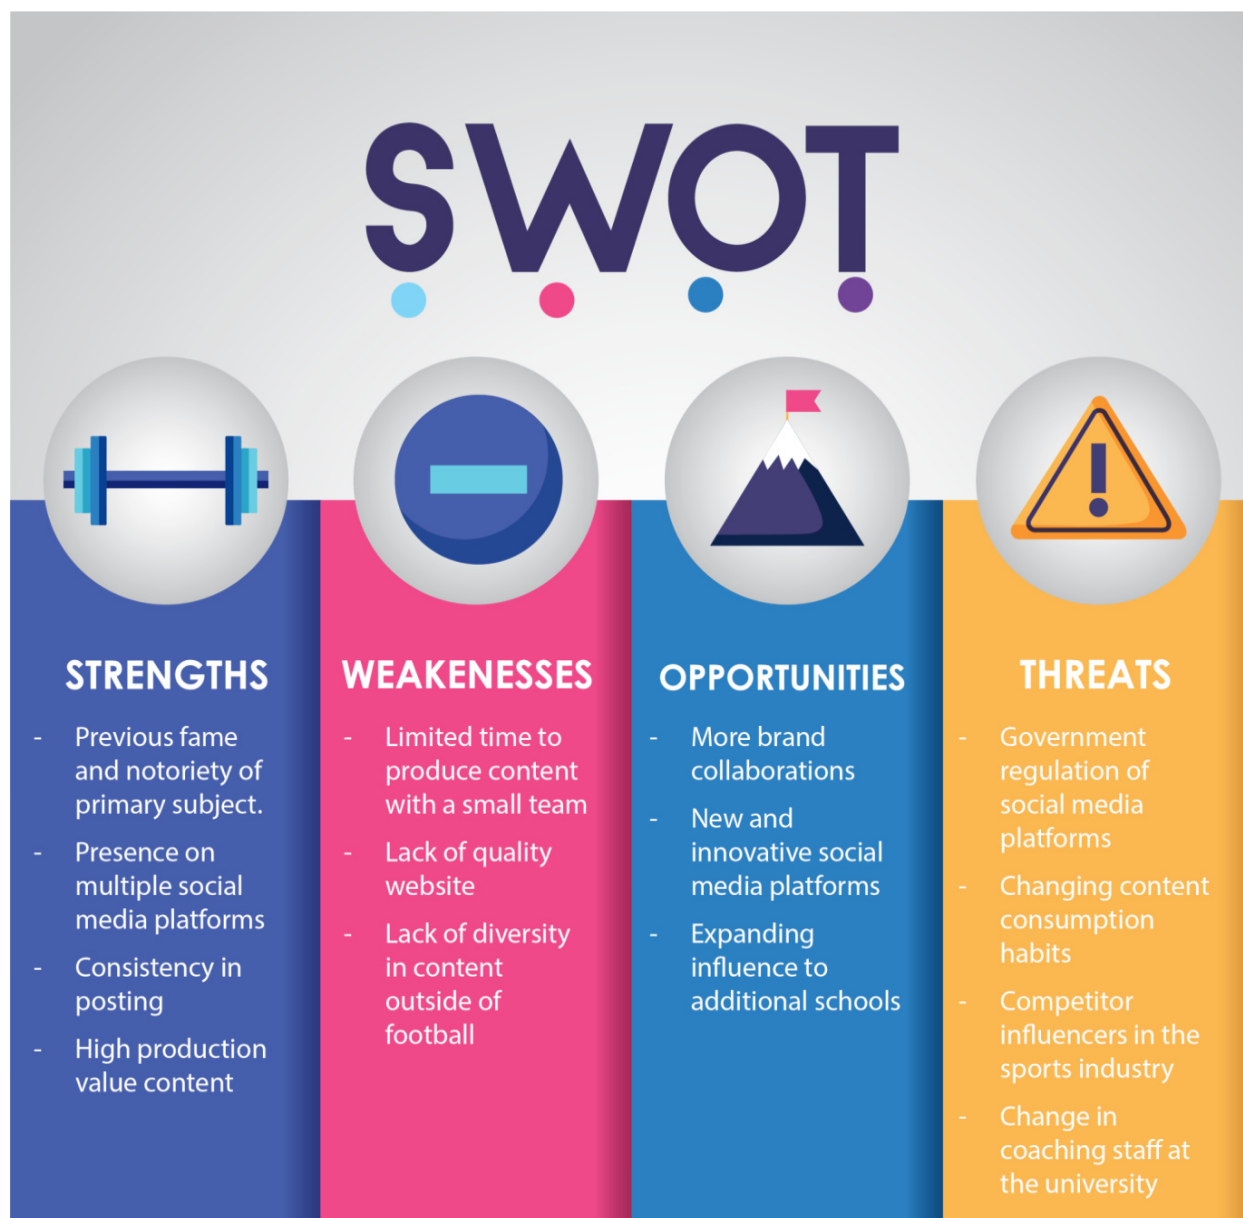 SWOT
STRENGTHS
- Previous fame
and notoriety of
primary subject.
- Presence on
multiple social
media platforms
- Consistency in
posting
- High production
value content
WEAKENESSES
- Limited time to
produce content
with a small team
- Lack of quality
website
- Lack of diversity
in content
outside of
football
OPPORTUNITIES
- More brand
collaborations
- New and
innovative social
media platforms
- Expanding
influence to
additional schools
THREATS
- Government
regulation of
social media
platforms
- Changing content
consumption
habits
- Competitor
influencers in the
sports industry
- Change in
coaching staff at
the university